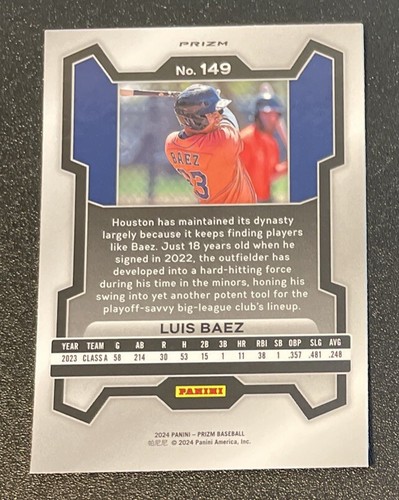 PRIZM
No. 149
BAEZ
Houston has maintained its dynasty
largely because it keeps finding players
like Baez. Just 18 years old when he
signed in 2022, the outfielder has
developed into a hard-hitting force
during his time in the minors, honing his
swing into yet another potent tool for the
playoff-savvy big-league club's lineup.
LUIS BAEZ
YEAR TEAM G AB R H 2B 3B HR RBI SB OBP SLG AVG
2023 CLASS A 58 214 30 53 15 1 11 38 1 .357 .481 .248
PANINI
2024 PANINI – PRIZM BASEBALL
帕尼尼 © 2024 Panini America, Inc.